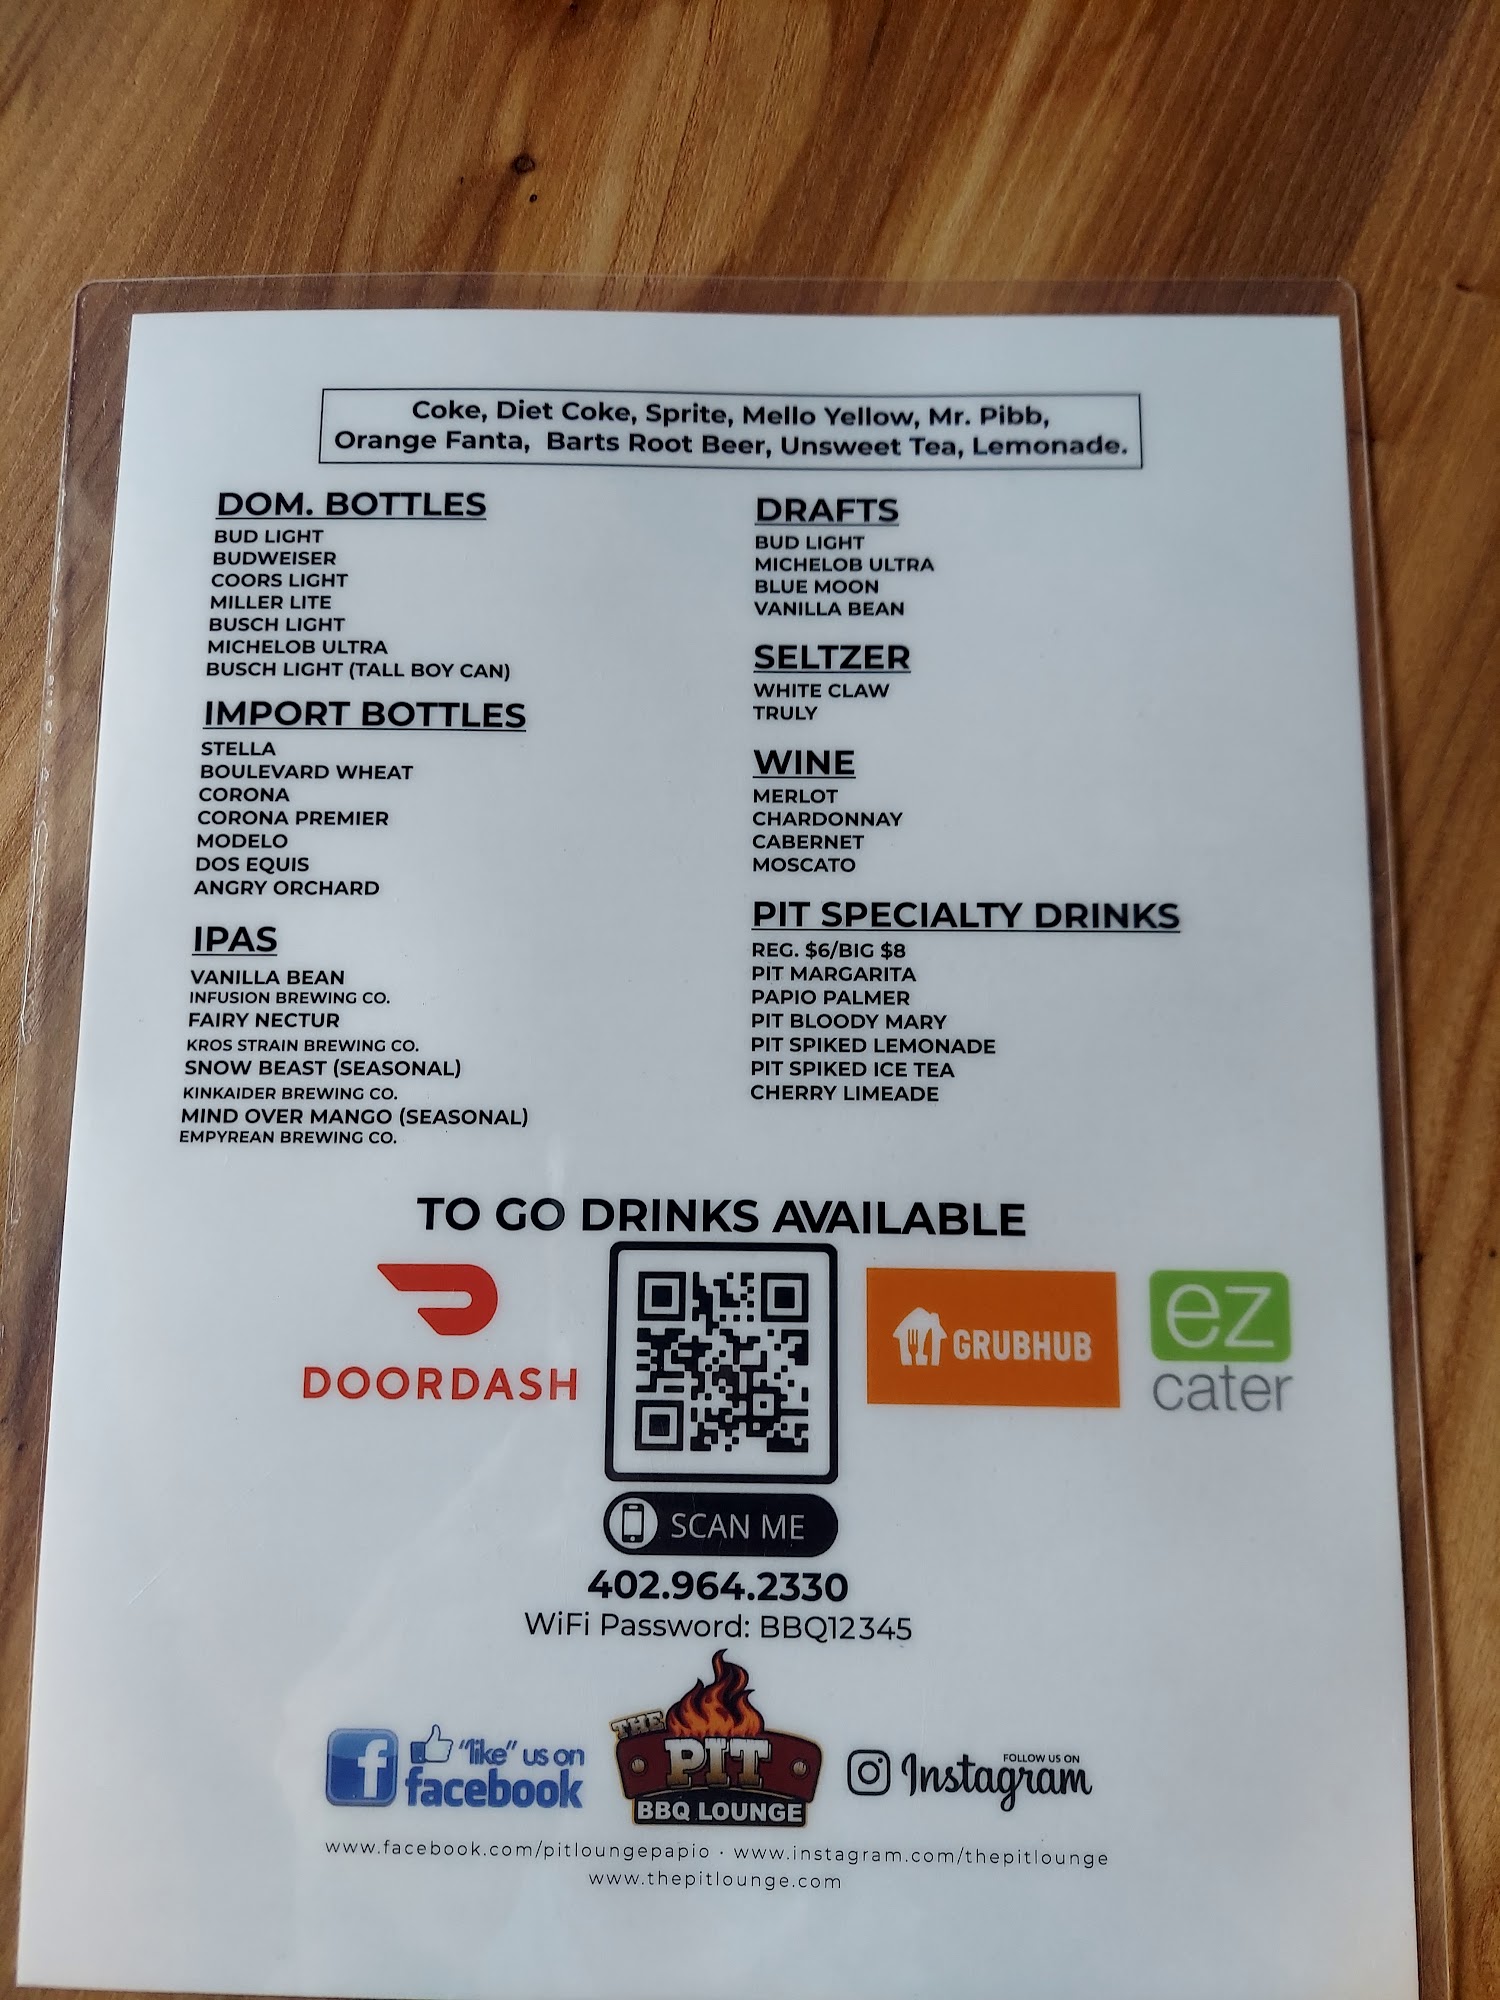 Coke, Diet Coke, Sprite, Mello Yellow, Mr. Pibb,
Orange Fanta, Barts Root Beer, Unsweet Tea, Lemonade.
DOM. BOTTLES
BUD LIGHT
BUDWEISER
COORS LIGHT
MILLER LITE
BUSCH LIGHT
MICHELOB ULTRA
BUSCH LIGHT (TALL BOY CAN)
IMPORT BOTTLES
STELLA
BOULEVARD WHEAT
CORONA
CORONA PREMIER
MODELO
DOS EQUIS
ANGRY ORCHARD
IPAS
VANILLA BEAN
INFUSION BREWING CO.
FAIRY NECTUR
KROS STRAIN BREWING CO.
SNOW BEAST (SEASONAL)
KINKAIDER BREWING CO.
MIND OVER MANGO (SEASONAL)
EMPYREAN BREWING CO.
DRAFTS
BUD LIGHT
MICHELOB ULTRA
BLUE MOON
VANILLA BEAN
SELTZER
WHITE CLAW
TRULY
WINE
MERLOT
CHARDONNAY
CABERNET
MOSCATO
PIT SPECIALTY DRINKS
REG. $6/BIG $8
PIT MARGARITA
PAPIO PALMER
PIT BLOODY MARY
PIT SPIKED LEMONADE
PIT SPIKED ICE TEA
CHERRY LIMEADE
TO GO DRINKS AVAILABLE
DOORDASH
GRUBHUB
ez
cater
SCAN ME
402.964.2330
WiFi Password: BBQ12345
f "like" us on
facebook
THE
PIT
BBQ LOUNGE
FOLLOW US ON
Instagram
www.facebook.com/pitloungepapio · www.instagram.com/thepitlounge
www.thepitlounge.com